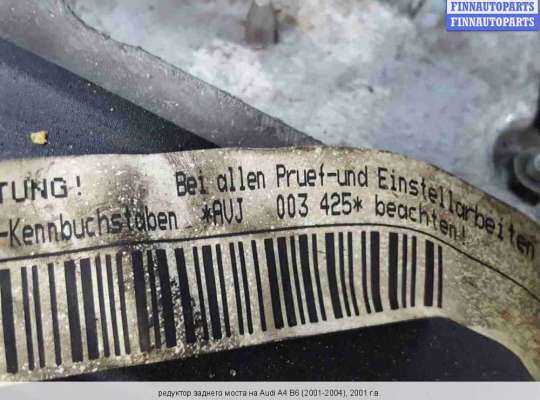 FINNAUTOPARTS
FINNAUTOPARTS
TUNG! Bei allen Pruef-und Einstellarbeiten
-Kennbuchstaben *AVJ 003 425* beachten!
редуктор заднего моста на Audi A4 B6 (2001-2004), 2001 г.в.